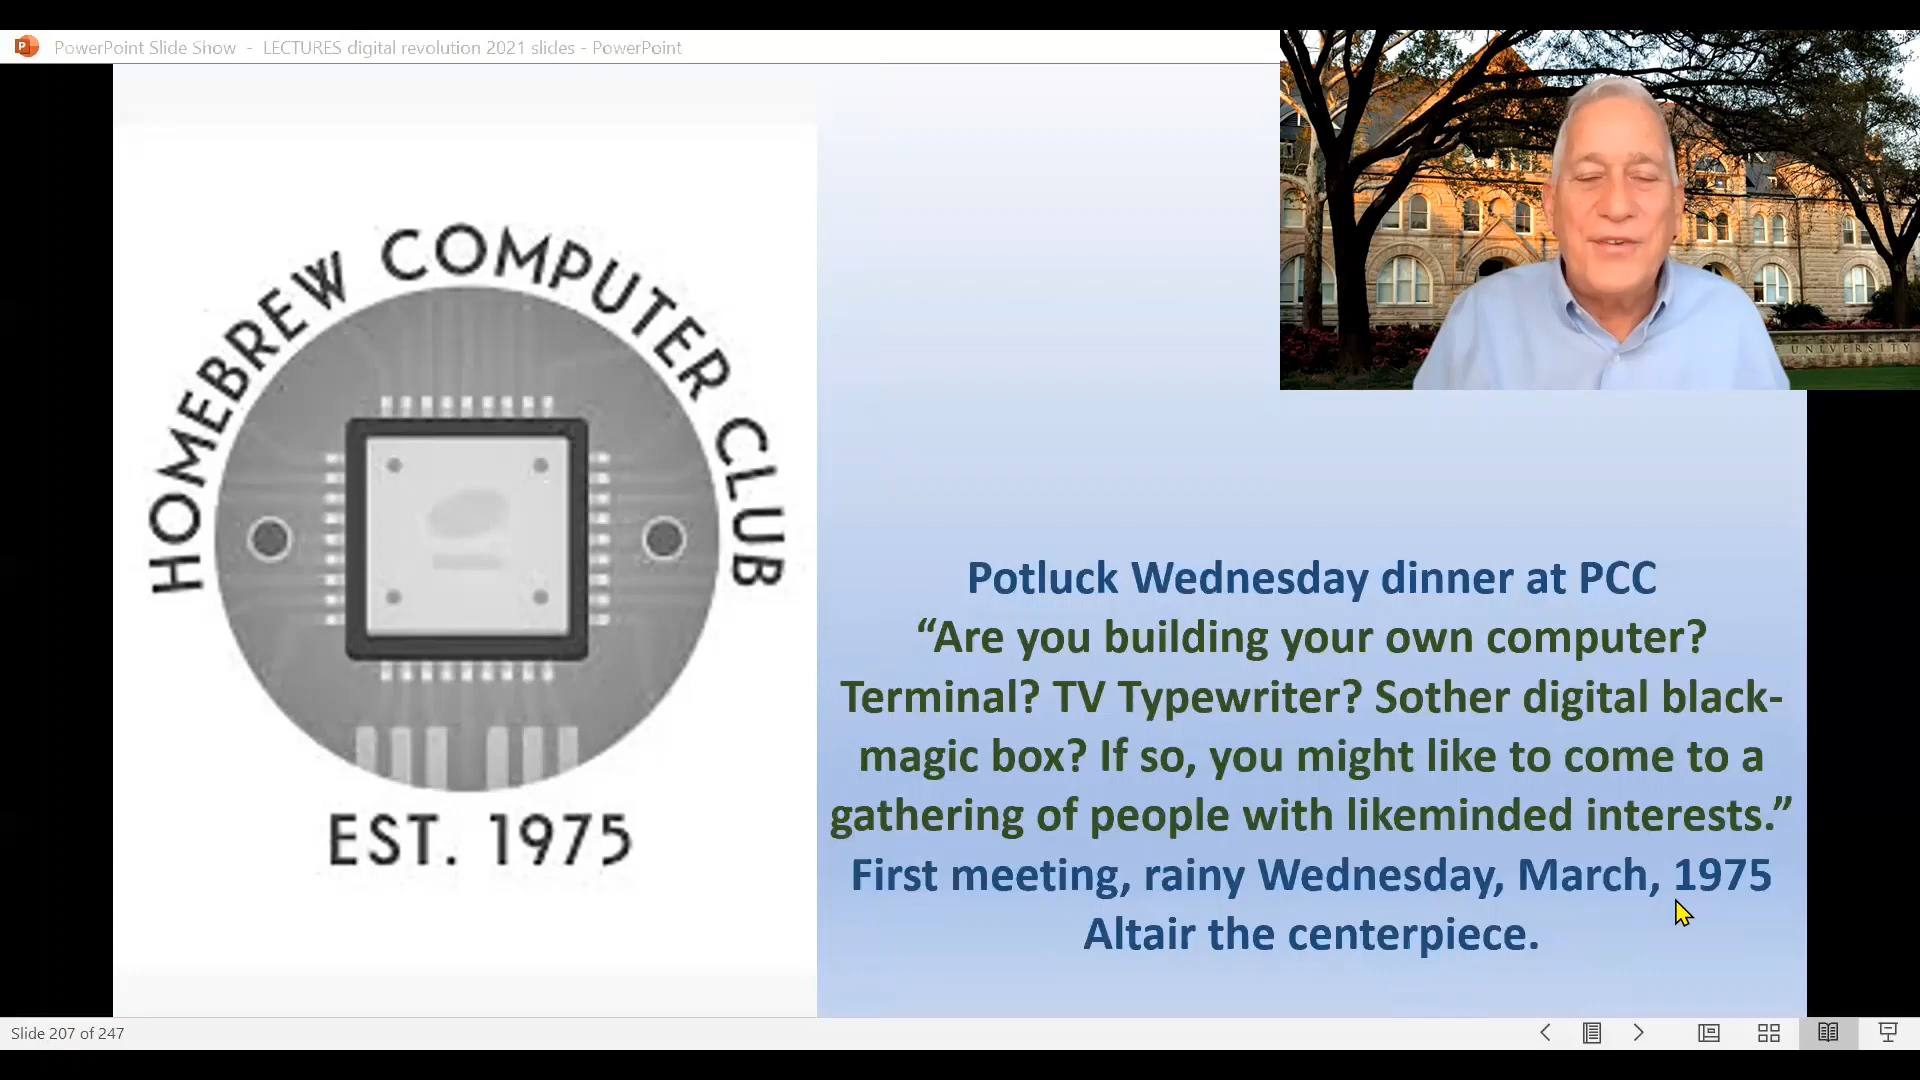 PowerPoint Slide Show - LECTURES digital revolution 2021 slides - PowerPoint
HOMEBREW COMPUTER CLUB
EST. 1975
UNIVERSITY
Potluck Wednesday dinner at PCC
“Are you building your own computer?
Terminal? TV Typewriter? Sother digital black-
magic box? If so, you might like to come to a
gathering of people with likeminded interests.”
First meeting, rainy Wednesday, March, 1975
Altair the centerpiece.
Slide 207 of 247